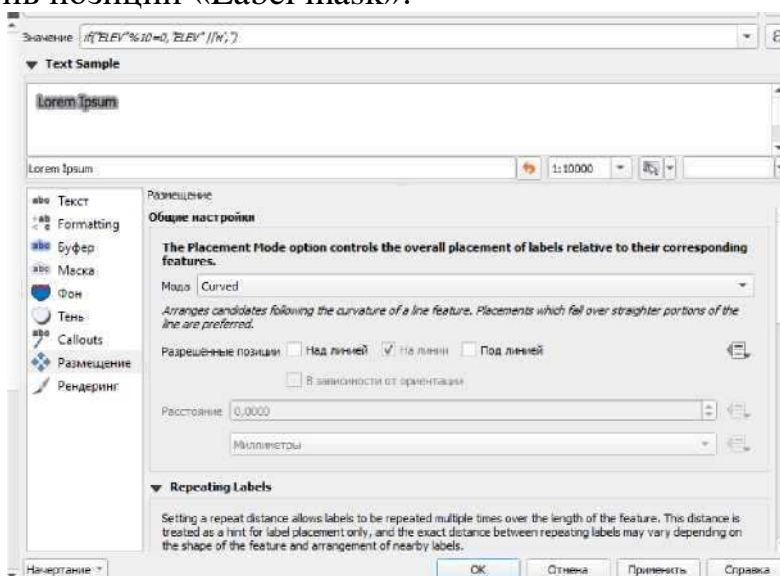 нив позиции «Label mask».
Значение if("ELEV"%10=0,"ELEV"||'м','')
Text Sample
Lorem Ipsum
Lorem Ipsum
1:10000
Текст
Formatting
Буфер
Маска
Фон
Тень
Callouts
Размещение
Рендеринг
Размещение
Общие настройки
The Placement Mode option controls the overall placement of labels relative to their corresponding
features.
Мода Curved
Arranges candidates following the curvature of a line feature. Placements which fall over straighter portions of the
line are preferred.
Разрешённые позиции Над линией На линии Под линией
В зависимости от ориентации
Расстояние 0,0000
Миллиметры
Repeating Labels
Setting a repeat distance allows labels to be repeated multiple times over the length of the feature. This distance is
treated as a hint for label placement only, and the exact distance between repeating labels may vary depending on
the shape of the feature and arrangement of nearby labels.
Начертание OK Отмена Применить Справка